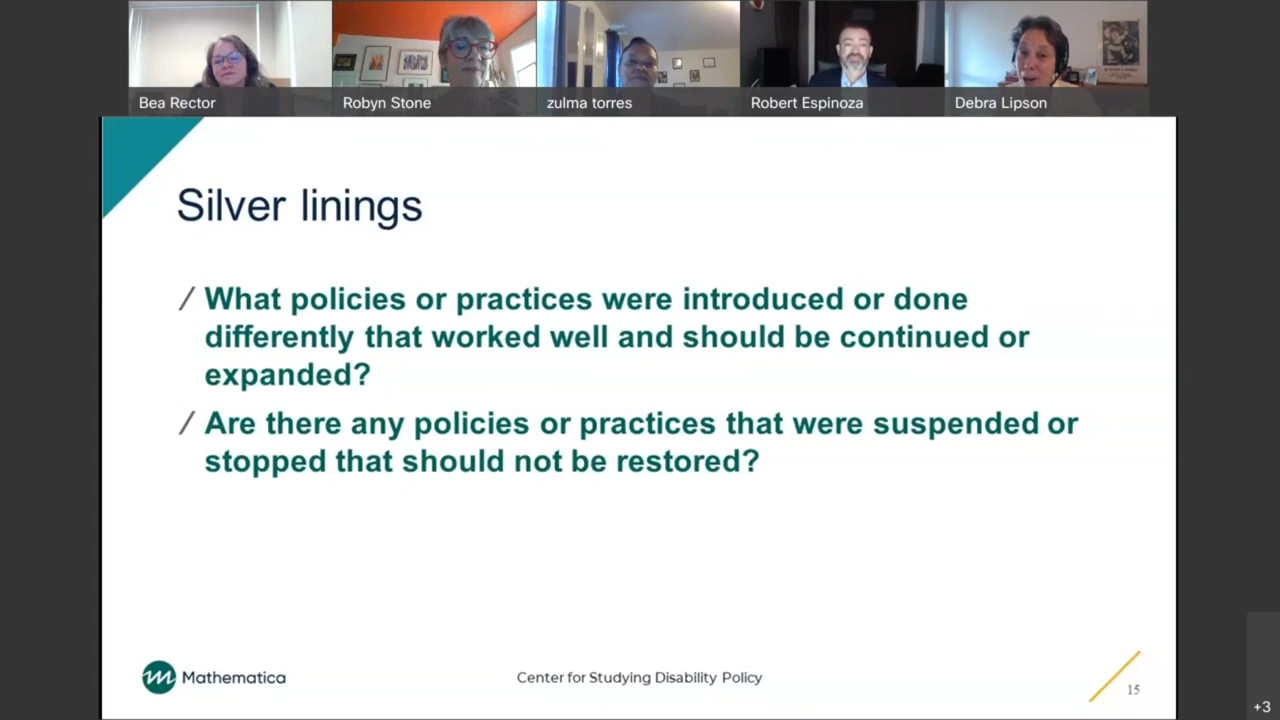 Bea Rector
Robyn Stone
zulma torres
Robert Espinoza
Debra Lipson
Silver linings
/ What policies or practices were introduced or done
differently that worked well and should be continued or
expanded?
/ Are there any policies or practices that were suspended or
stopped that should not be restored?
Mathematica
Center for Studying Disability Policy
15
+3